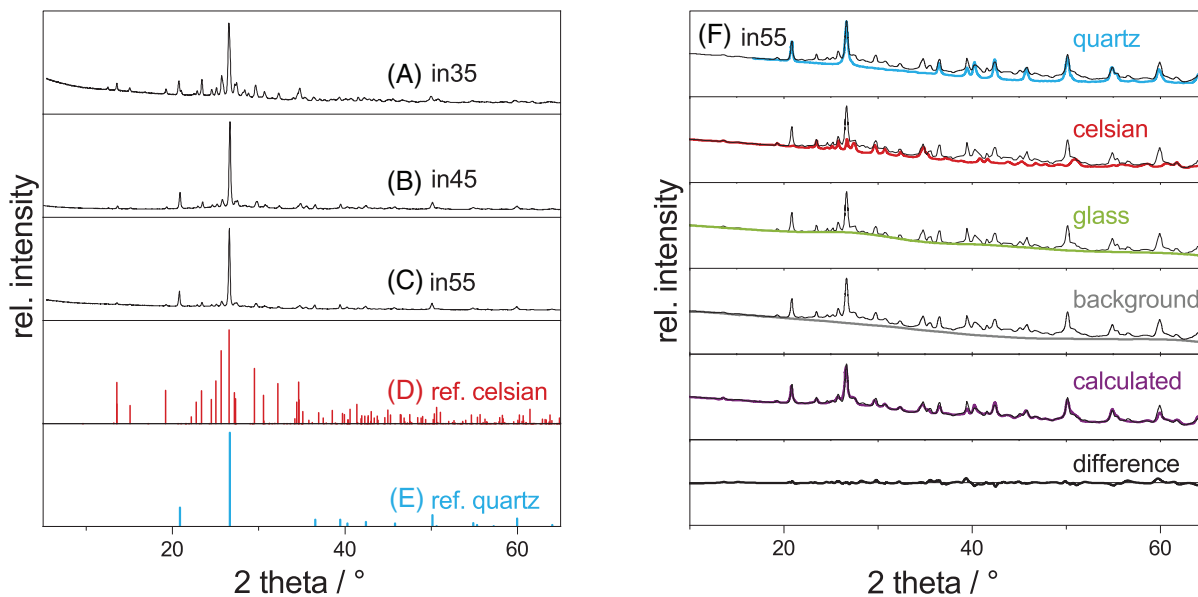 rel. intensity
(A) in35
(B) in45
(C) in55
(D) ref. celsian
(E) ref. quartz
20 40 60
2 theta / °
rel. intensity
(F) in55
quartz
celsian
glass
background
calculated
difference
20 40 60
2 theta / °